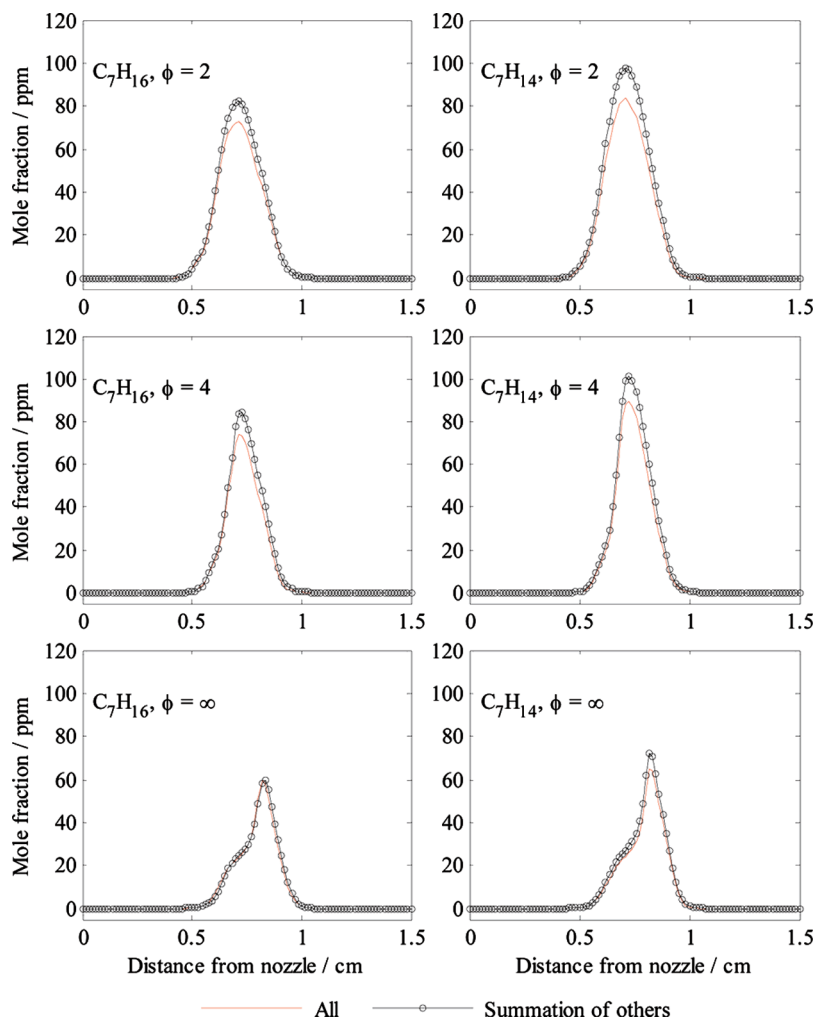 120
100
80
60
40
20
0
Mole fraction / ppm
C7H16, ϕ = 2
0 0.5 1 1.5
120
100
80
60
40
20
0
C7H14, ϕ = 2
0 0.5 1 1.5
120
100
80
60
40
20
0
Mole fraction / ppm
C7H16, ϕ = 4
0 0.5 1 1.5
120
100
80
60
40
20
0
C7H14, ϕ = 4
0 0.5 1 1.5
120
100
80
60
40
20
0
Mole fraction / ppm
C7H16, ϕ = ∞
0 0.5 1 1.5
Distance from nozzle / cm
120
100
80
60
40
20
0
C7H14, ϕ = ∞
0 0.5 1 1.5
Distance from nozzle / cm
All Summation of others